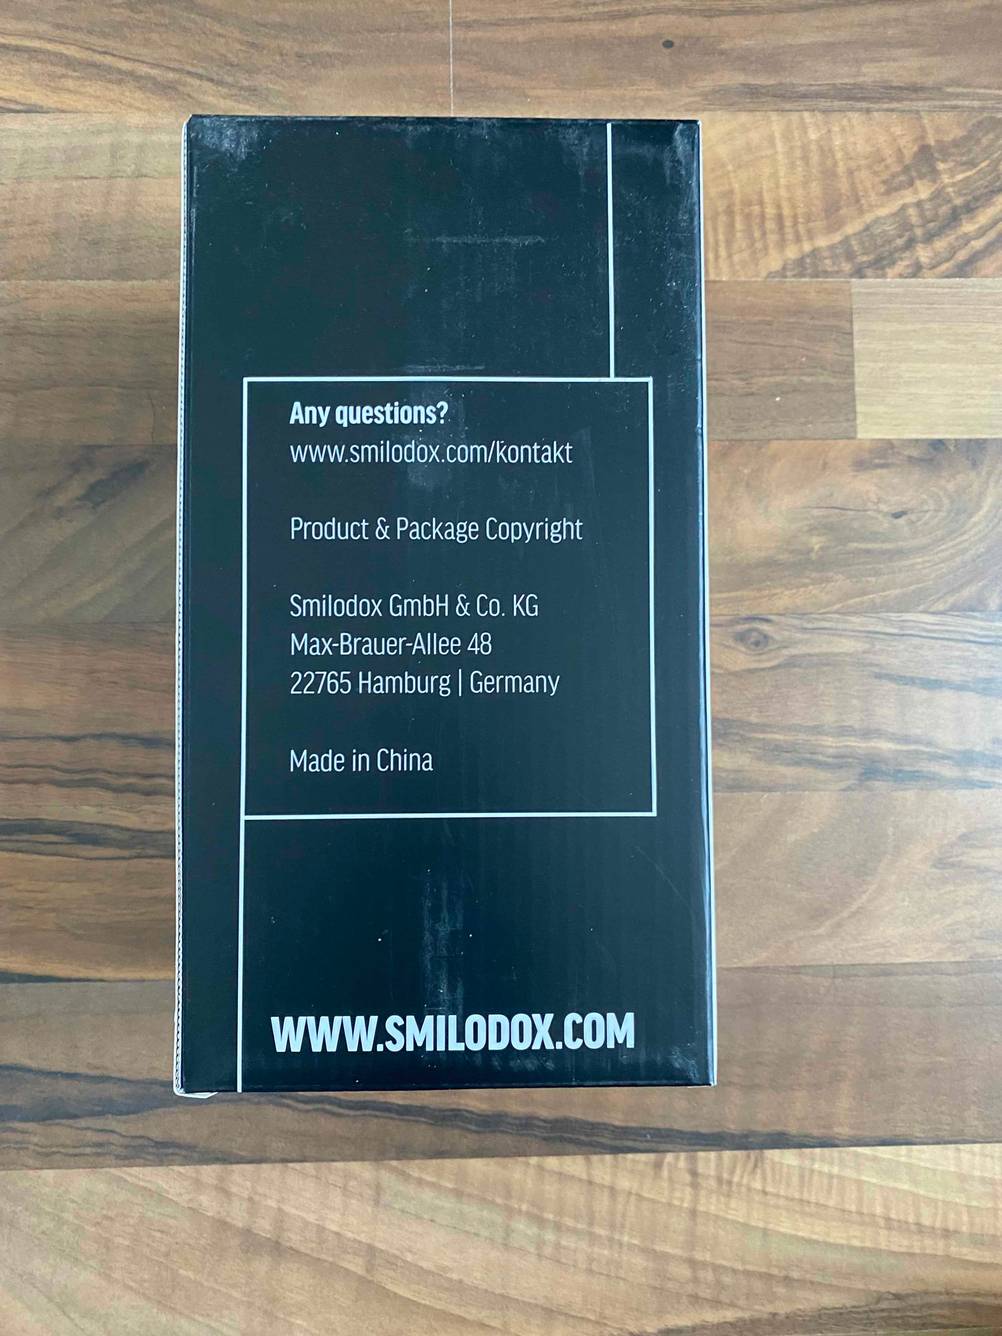 Any questions?
www.smilodox.com/kontakt
Product & Package Copyright
Smilodox GmbH & Co. KG
Max-Brauer-Allee 48
22765 Hamburg | Germany
Made in China
WWW.SMILODOX.COM